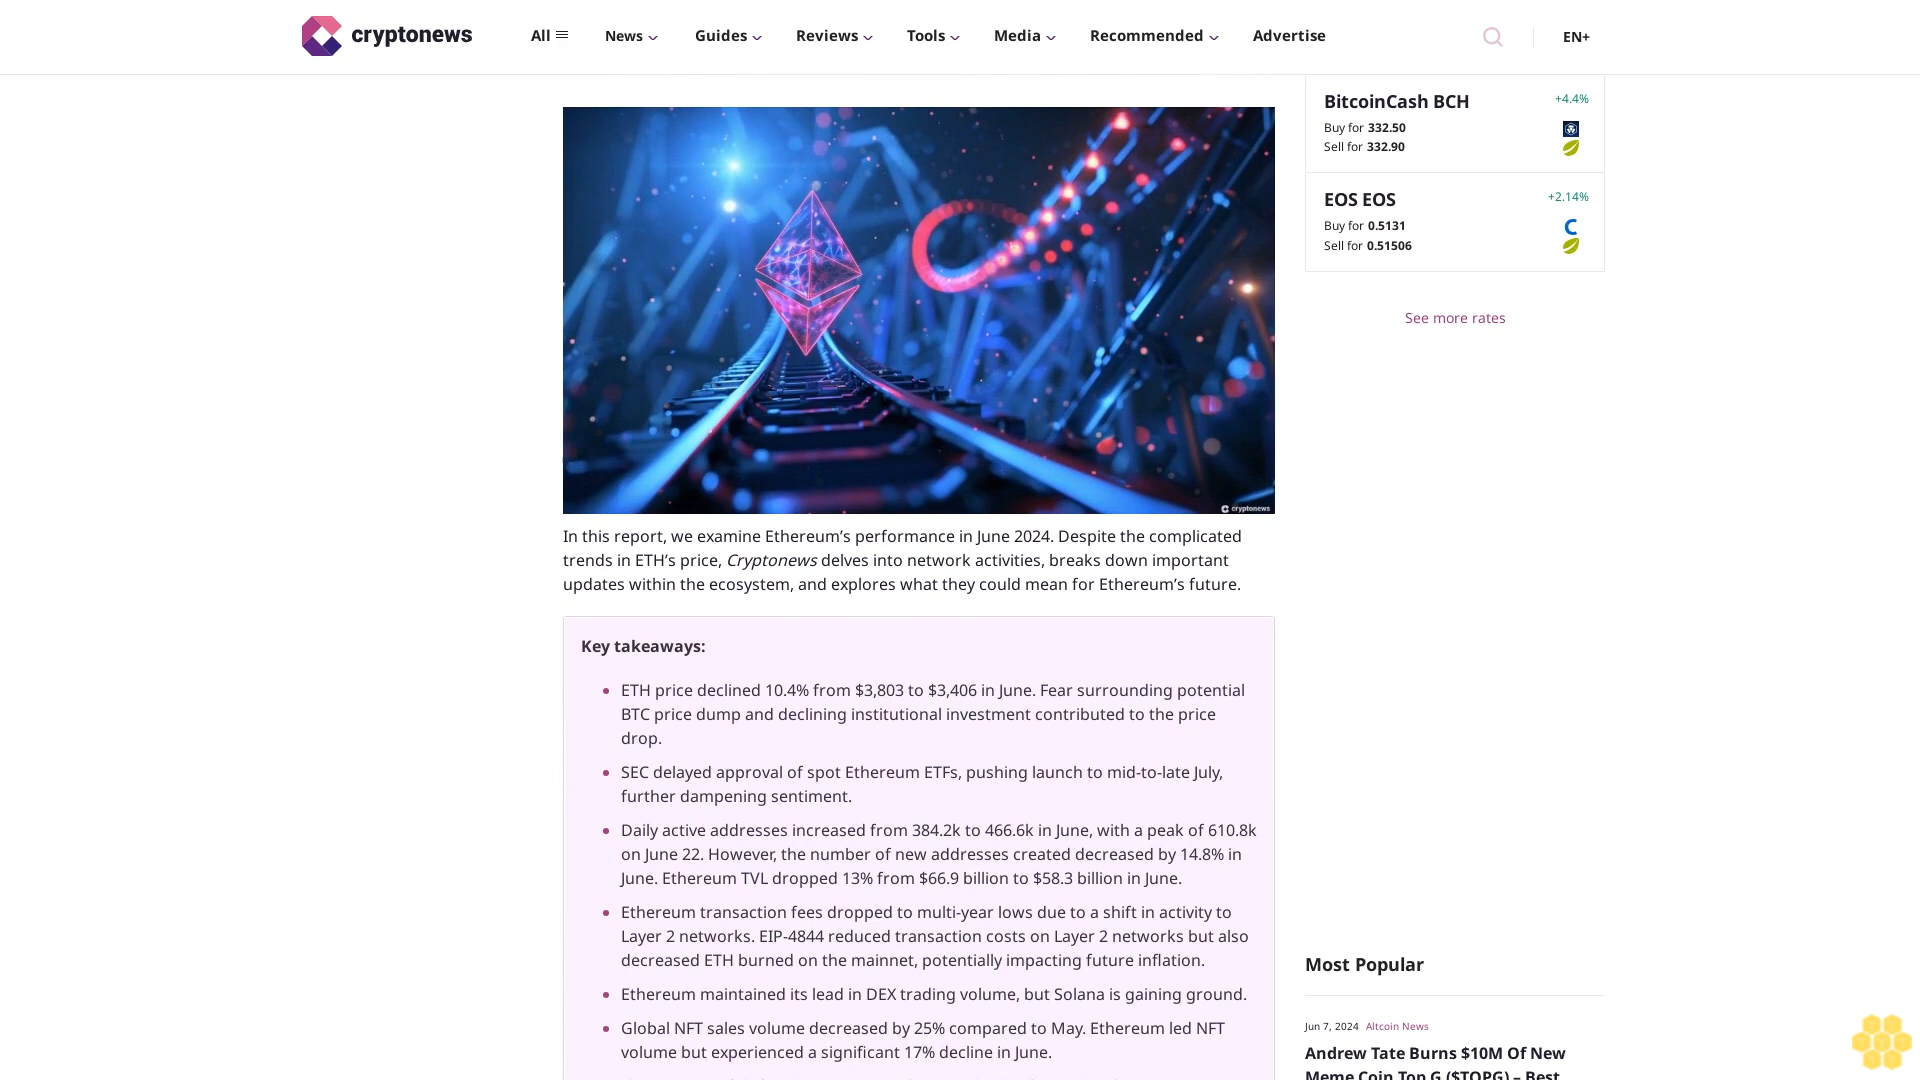 cryptonews
All
News
Guides
Reviews
Tools
Media
Recommended
Advertise
EN+
BitcoinCash BCH
+4.4%
Buy for 332.50
Sell for 332.90
EOS EOS
+2.14%
Buy for 0.5131
Sell for 0.51506
See more rates
cryptonews
In this report, we examine Ethereum’s performance in June 2024. Despite the complicated
trends in ETH’s price, Cryptonews delves into network activities, breaks down important
updates within the ecosystem, and explores what they could mean for Ethereum’s future.
Key takeaways:
ETH price declined 10.4% from $3,803 to $3,406 in June. Fear surrounding potential
BTC price dump and declining institutional investment contributed to the price
drop.
SEC delayed approval of spot Ethereum ETFs, pushing launch to mid-to-late July,
further dampening sentiment.
Daily active addresses increased from 384.2k to 466.6k in June, with a peak of 610.8k
on June 22. However, the number of new addresses created decreased by 14.8% in
June. Ethereum TVL dropped 13% from $66.9 billion to $58.3 billion in June.
Ethereum transaction fees dropped to multi-year lows due to a shift in activity to
Layer 2 networks. EIP-4844 reduced transaction costs on Layer 2 networks but also
decreased ETH burned on the mainnet, potentially impacting future inflation.
Ethereum maintained its lead in DEX trading volume, but Solana is gaining ground.
Global NFT sales volume decreased by 25% compared to May. Ethereum led NFT
volume but experienced a significant 17% decline in June.
Most Popular
Jun 7, 2024 Altcoin News
Andrew Tate Burns $10M Of New
Meme Coin Top G ($TOPG) – Best